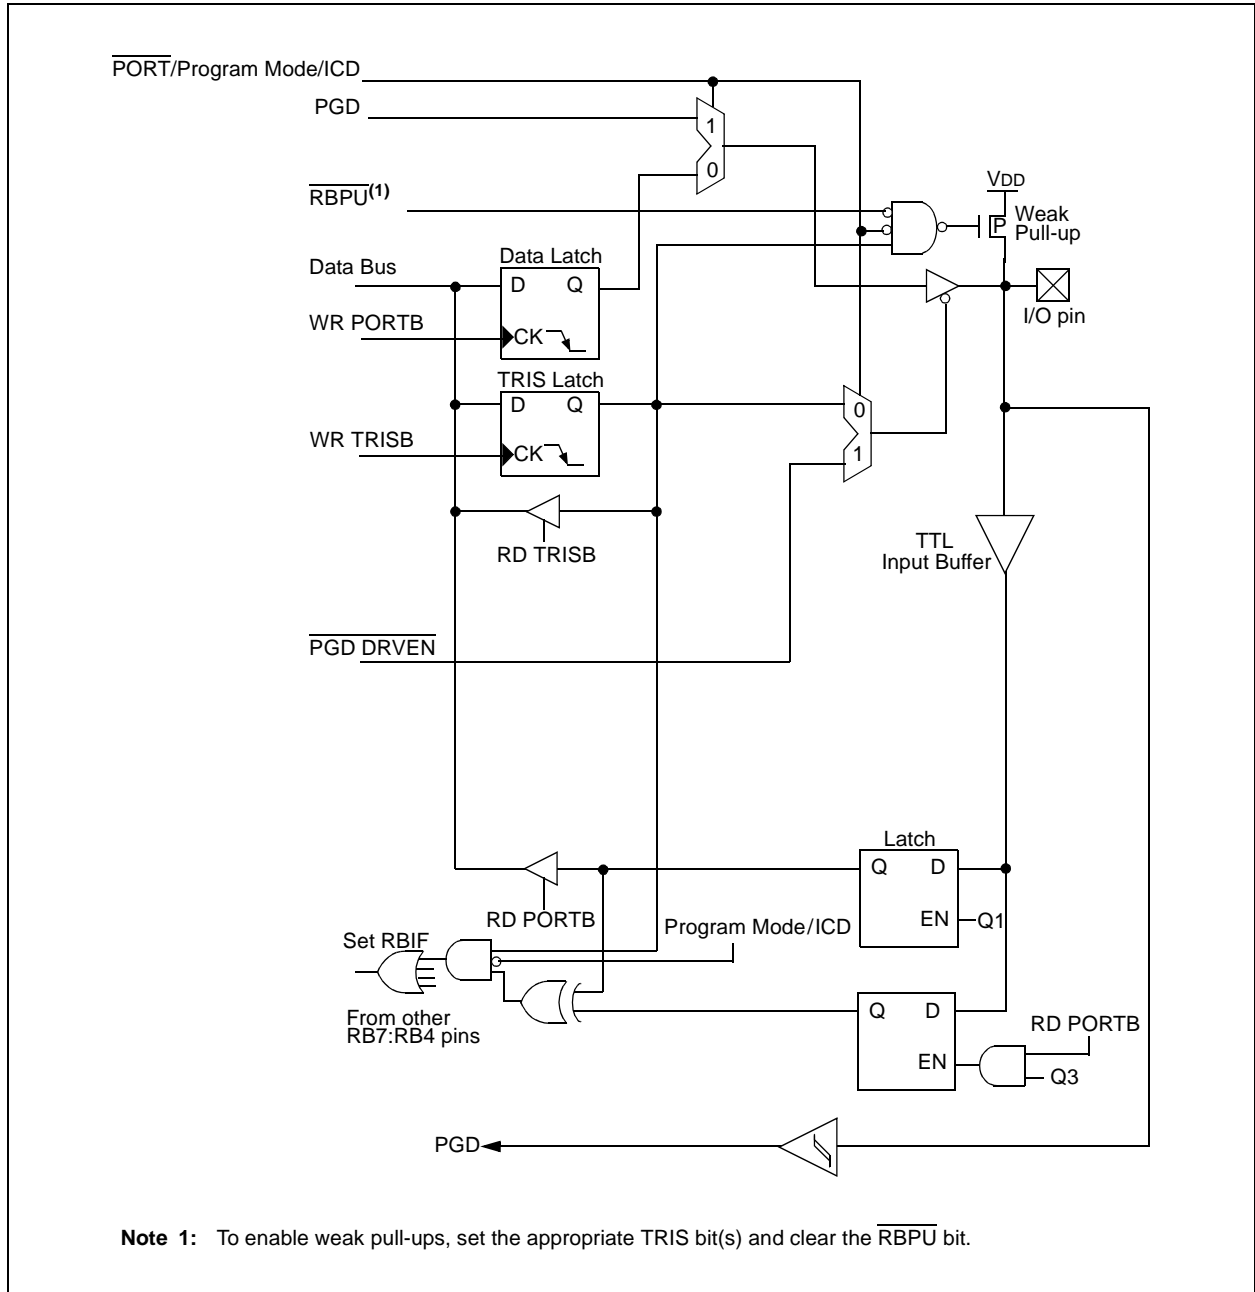 PORT/Program Mode/ICD
PGD
1
0
RBPU(1)
VDD
Weak
P
Pull-up
Data Bus
Data Latch
D Q
I/O pin
WR PORTB
CK
TRIS Latch
D Q
0
WR TRISB
CK
1
RD TRISB
TTL
Input Buffer
PGD DRVEN
Latch
Q D
EN
Q1
RD PORTB
Program Mode/ICD
Set RBIF
From other
RB7:RB4 pins
Q D
EN
RD PORTB
Q3
PGD
Note 1: To enable weak pull-ups, set the appropriate TRIS bit(s) and clear the RBPU bit.